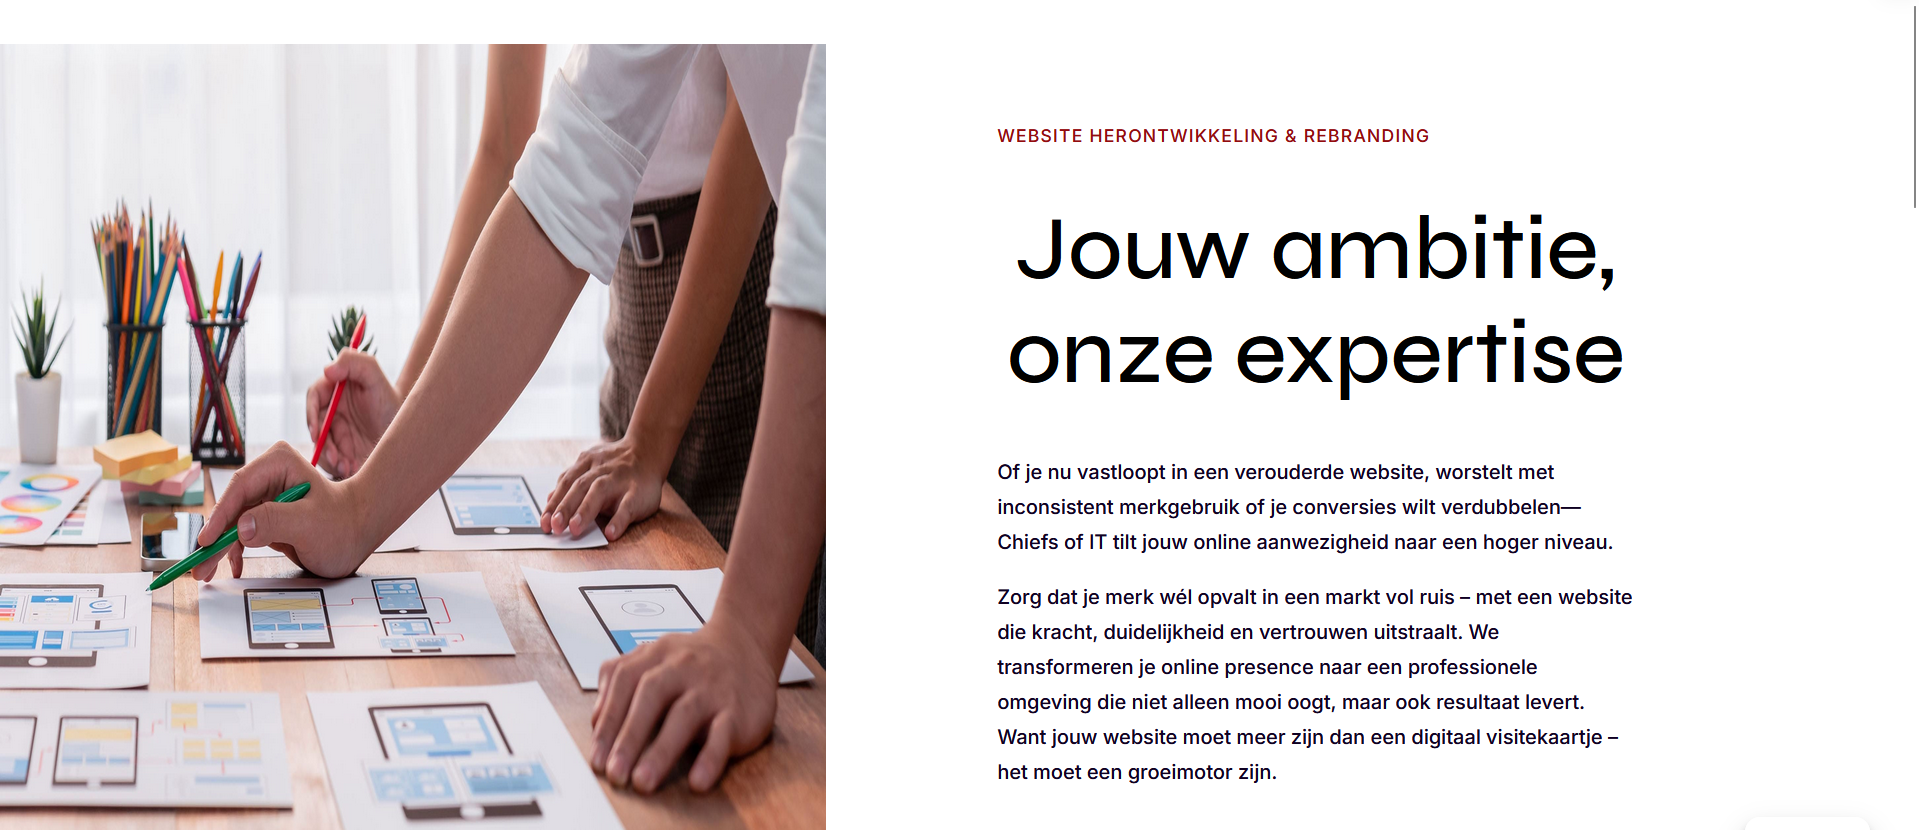 WEBSITE HERONTWIKKELING & REBRANDING
Jouw ambitie,
onze expertise
Of je nu vastloopt in een verouderde website, worstelt met
inconsistent merkgebruik of je conversies wilt verdubbelen—
Chiefs of IT tilt jouw online aanwezigheid naar een hoger niveau.
Zorg dat je merk wél opvalt in een markt vol ruis – met een website
die kracht, duidelijkheid en vertrouwen uitstraalt. We
transformeren je online presence naar een professionele
omgeving die niet alleen mooi oogt, maar ook resultaat levert.
Want jouw website moet meer zijn dan een digitaal visitekaartje –
het moet een groeimotor zijn.